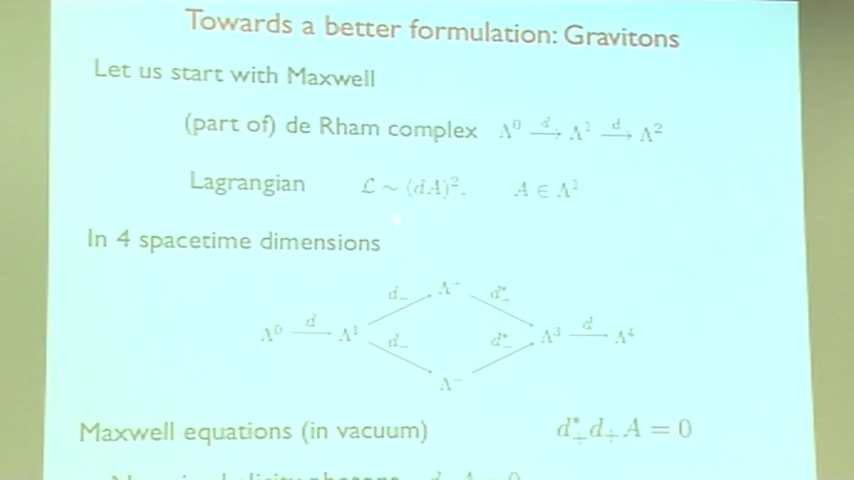 Towards a better formulation: Gravitons
Let us start with Maxwell
(part of) de Rham complex Λ⁰ →ᵈ Λ¹ →ᵈ Λ²
Lagrangian ℒ ~ (dA)². A ∈ Λ¹
In 4 spacetime dimensions
Λ⁰ d Λ¹ Λ³ d Λ⁴
Λ⁻
Maxwell equations (in vacuum) d₊*d₊A = 0